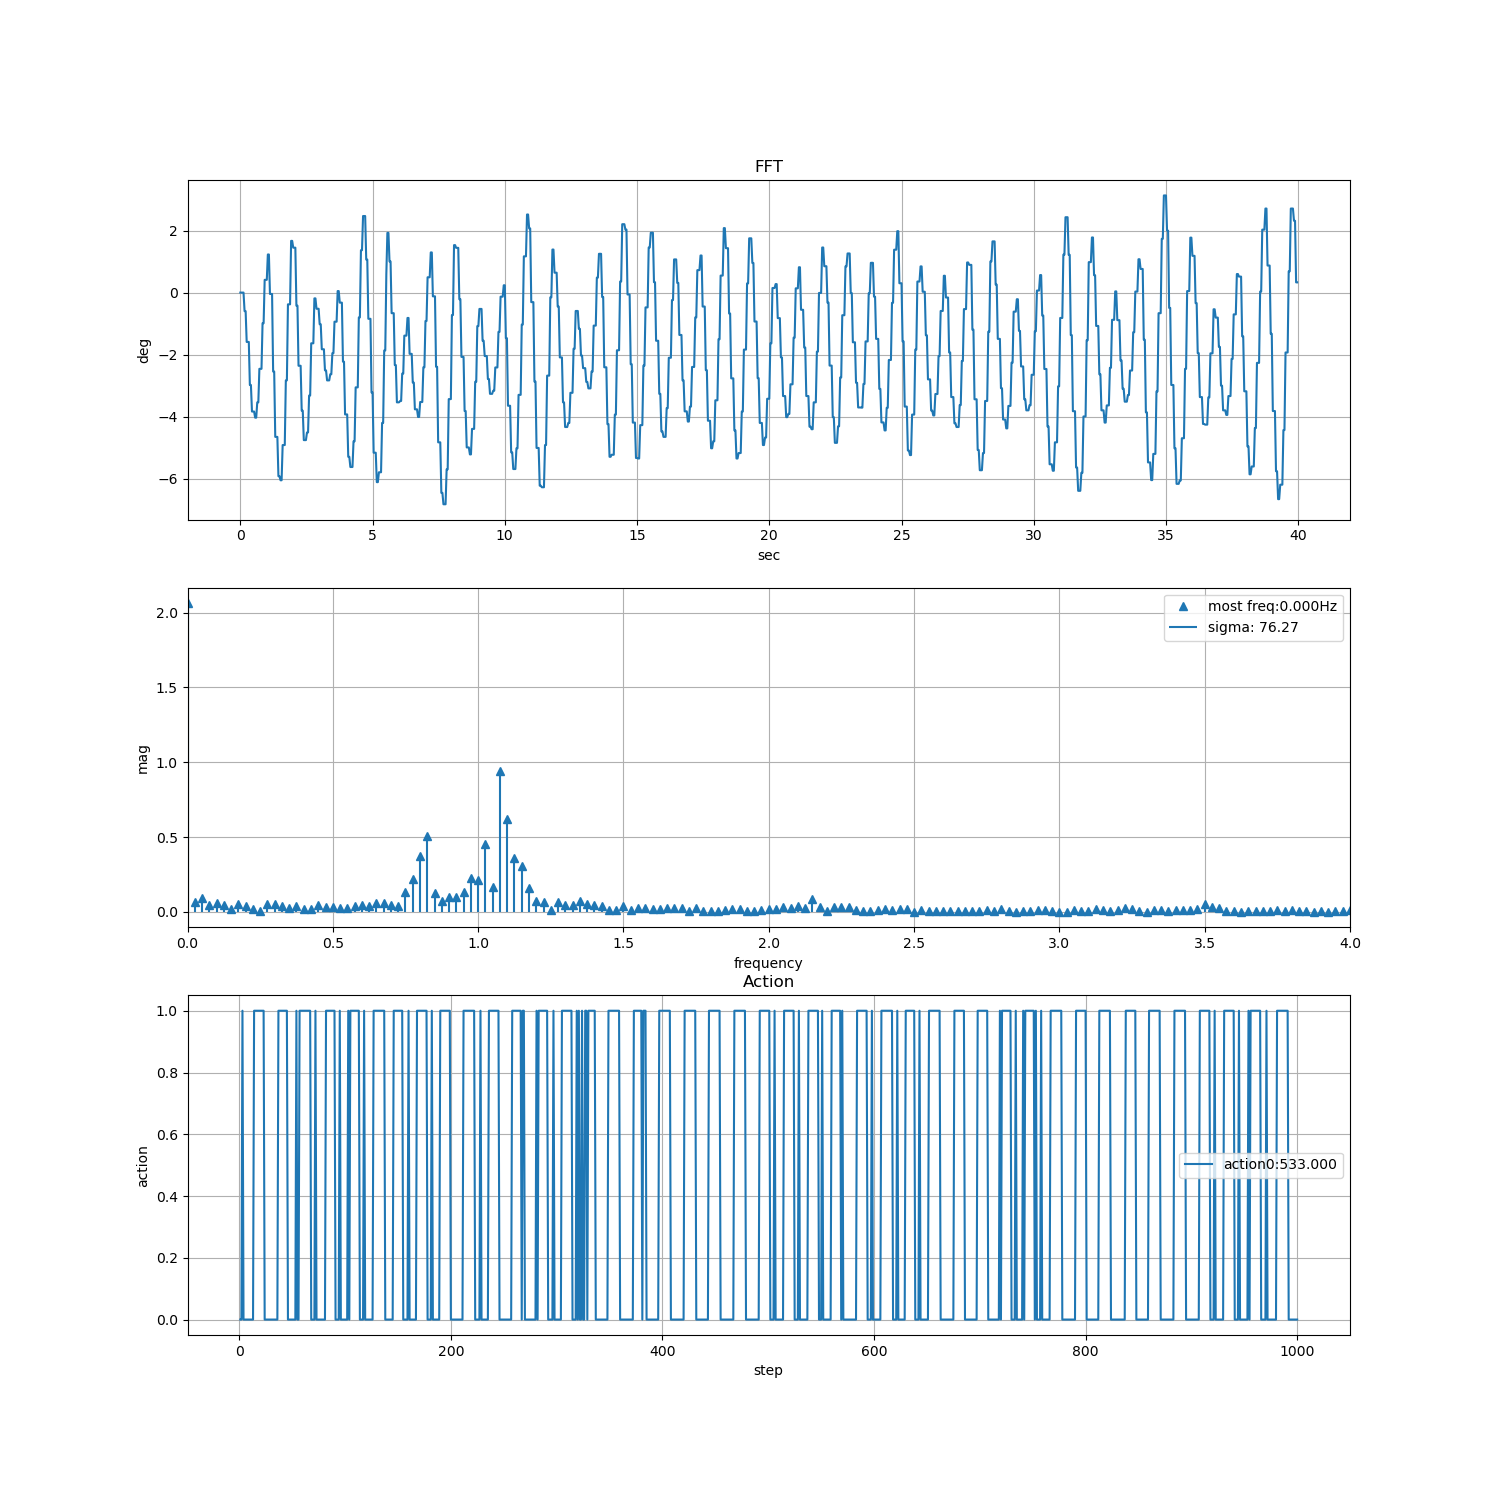 FFT
2
0
−2
−4
−6
deg
0 5 10 15 20 25 30 35 40
sec
2.0
1.5
1.0
0.5
0.0
mag
most freq:0.000Hz
sigma: 76.27
0.0 0.5 1.0 1.5 2.0 2.5 3.0 3.5 4.0
frequency
Action
1.0
0.8
0.6
0.4
0.2
0.0
action
action0:533.000
0 200 400 600 800 1000
step